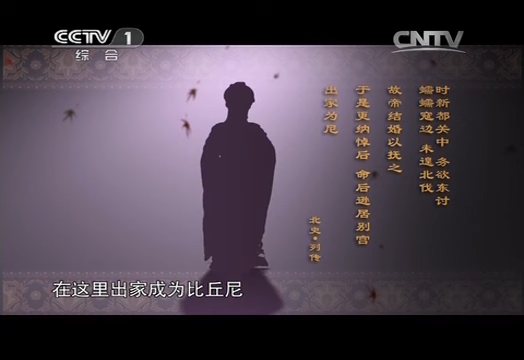 CCTV 1
综合
CNTV
时新都关中 务欲东讨
蠕蠕寇边 未遑北伐
故帝结婚以抚之
于是更纳悼后 命后逊居别宫
出家为尼
北史·列传
在这里出家成为比丘尼